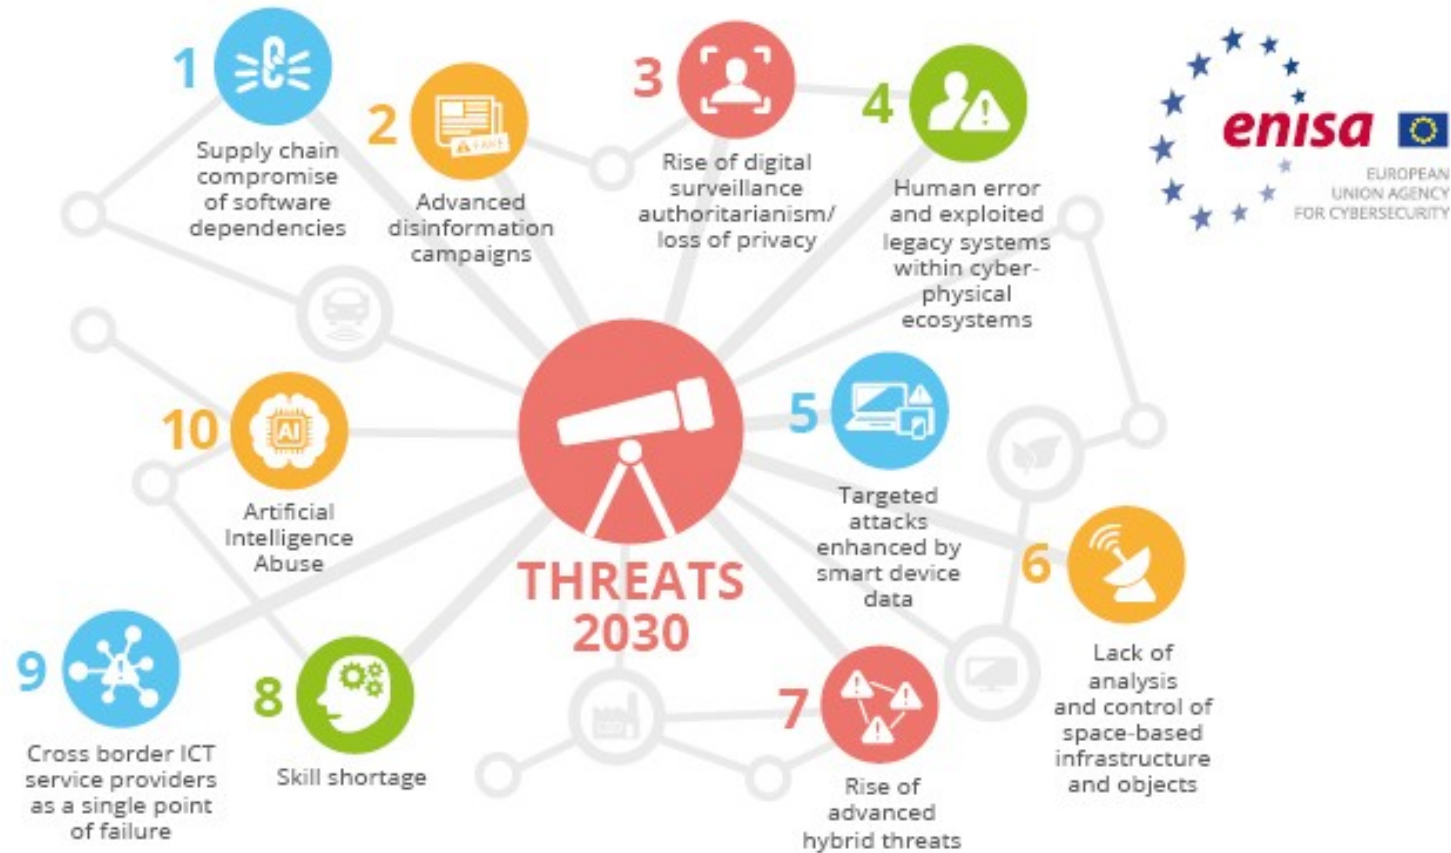 1
Supply chain
compromise
of software
dependencies
2
FAKE
Advanced
disinformation
campaigns
3
Rise of digital
surveillance
authoritarianism/
loss of privacy
4
Human error
and exploited
legacy systems
within cyber-
physical
ecosystems
enisa
EUROPEAN
UNION AGENCY
FOR CYBERSECURITY
10
AI
Artificial
Intelligence
Abuse
THREATS
2030
5
Targeted
attacks
enhanced by
smart device
data
6
Lack of
analysis
and control of
space-based
infrastructure
and objects
9
Cross border ICT
service providers
as a single point
of failure
8
Skill shortage
7
Rise of
advanced
hybrid threats